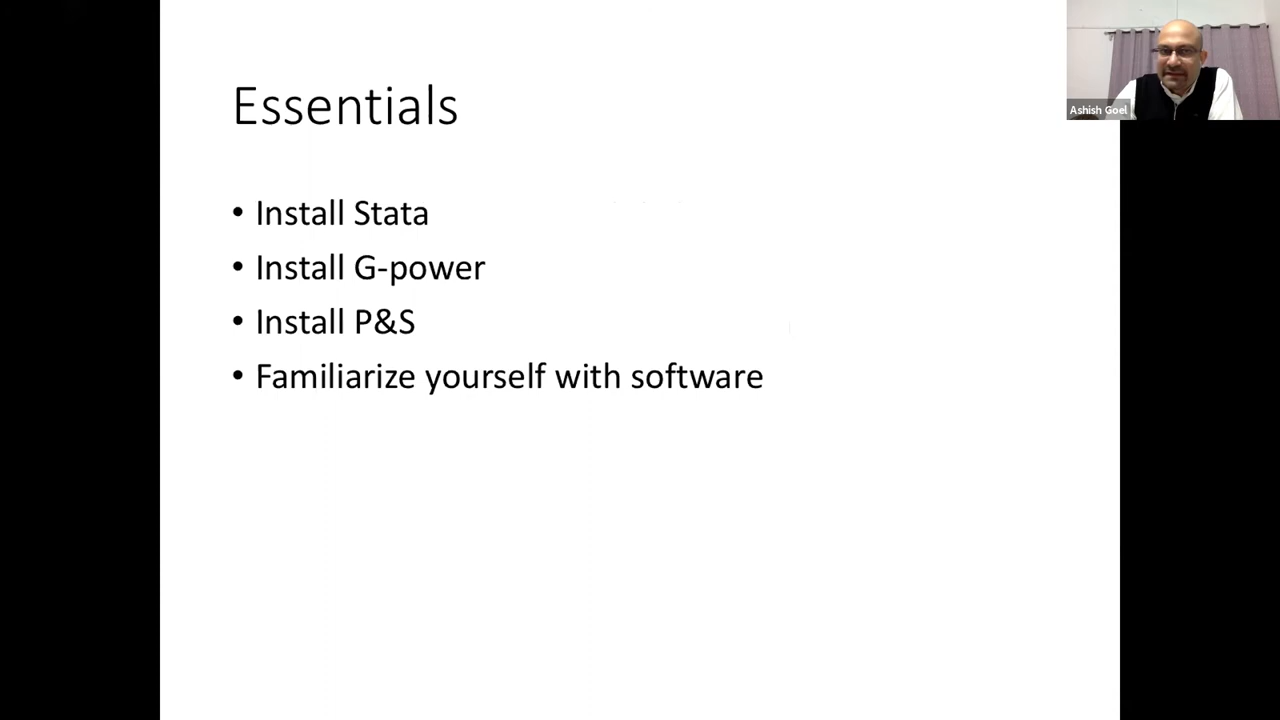 Essentials
• Install Stata
• Install G-power
• Install P&S
• Familiarize yourself with software
Ashish Goel